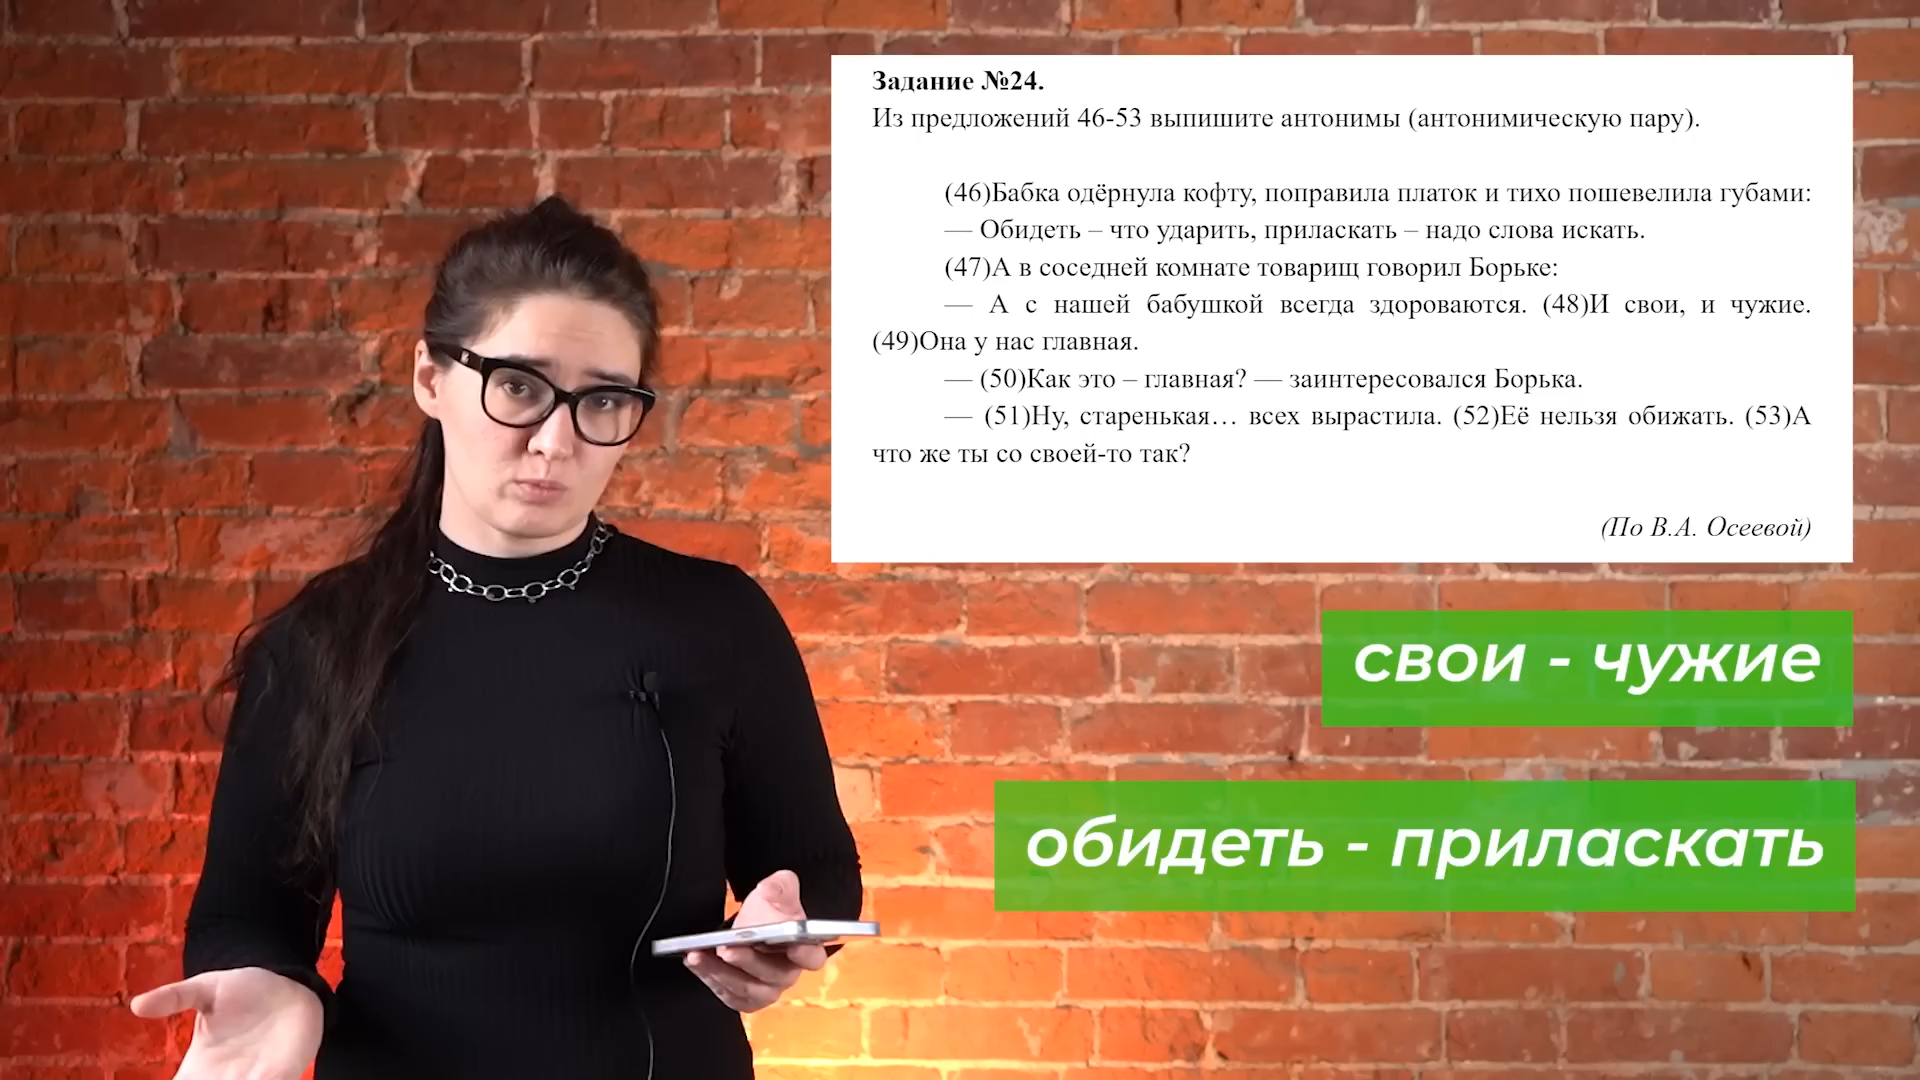 Задание №24.
Из предложений 46-53 выпишите антонимы (антонимическую пару).
(46)Бабка одёрнула кофту, поправила платок и тихо пошевелила губами:
— Обидеть – что ударить, приласкать – надо слова искать.
(47)А в соседней комнате товарищ говорил Борьке:
— А с нашей бабушкой всегда здороваются. (48)И свои, и чужие.
(49)Она у нас главная.
— (50)Как это – главная? — заинтересовался Борька.
— (51)Ну, старенькая… всех вырастила. (52)Её нельзя обижать. (53)А
что же ты со своей-то так?
(По В.А. Осеевой)
свои - чужие
обидеть - приласкать